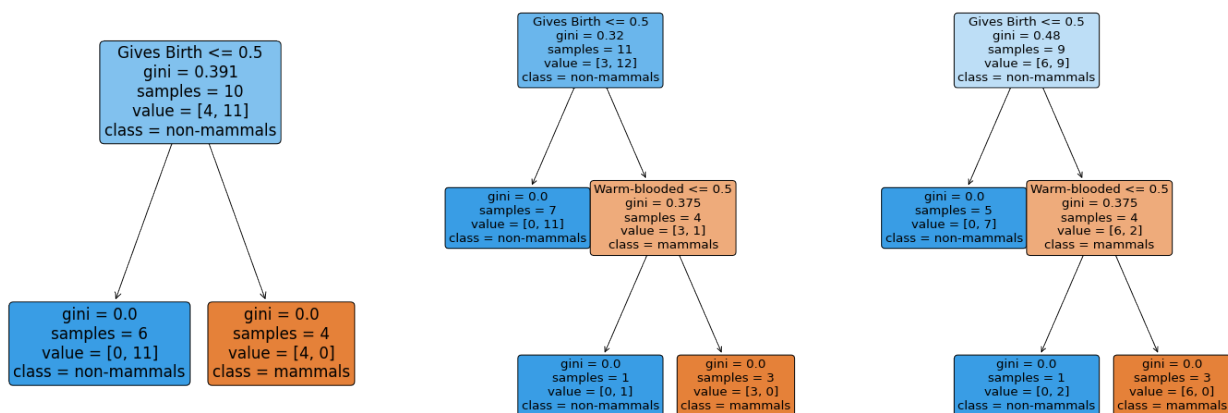 Gives Birth <= 0.5
gini = 0.391
samples = 10
value = [4, 11]
class = non-mammals
gini = 0.0
samples = 6
value = [0, 11]
class = non-mammals
gini = 0.0
samples = 4
value = [4, 0]
class = mammals
Gives Birth <= 0.5
gini = 0.32
samples = 11
value = [3, 12]
class = non-mammals
gini = 0.0
samples = 7
value = [0, 11]
class = non-mammals
Warm-blooded <= 0.5
gini = 0.375
samples = 4
value = [3, 1]
class = mammals
gini = 0.0
samples = 1
value = [0, 1]
class = non-mammals
gini = 0.0
samples = 3
value = [3, 0]
class = mammals
Gives Birth <= 0.5
gini = 0.48
samples = 9
value = [6, 9]
class = non-mammals
gini = 0.0
samples = 5
value = [0, 7]
class = non-mammals
Warm-blooded <= 0.5
gini = 0.375
samples = 4
value = [6, 2]
class = mammals
gini = 0.0
samples = 1
value = [0, 2]
class = non-mammals
gini = 0.0
samples = 3
value = [6, 0]
class = mammals